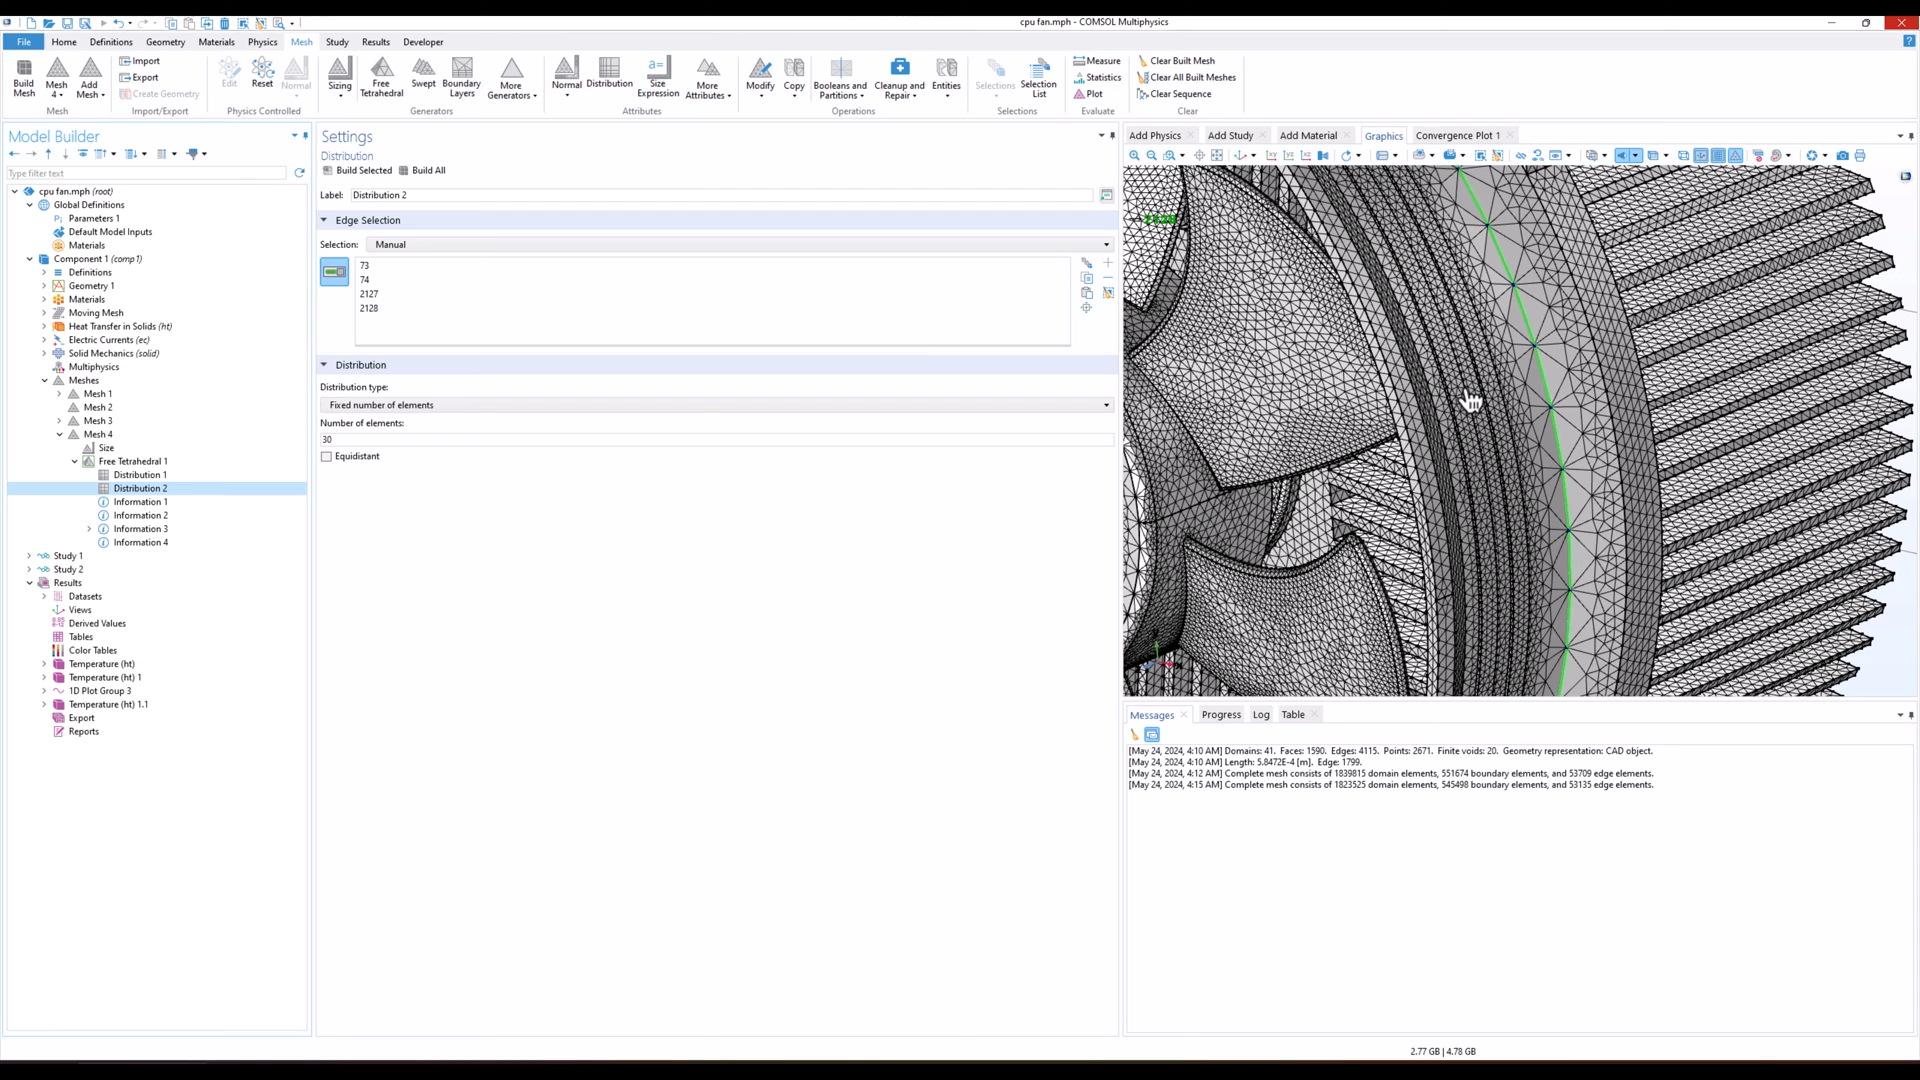 cpu fan.mph - COMSOL Multiphysics
File Home Definitions Geometry Materials Physics Mesh Study Results Developer
Build Mesh
Mesh 4
Add Mesh
Import
Export
Create Geometry
Edit
Reset
Normal
Sizing
Free Tetrahedral
Swept
Boundary Layers
More Generators
Normal
Distribution
a=
Size Expression
More Attributes
Modify
Copy
Booleans and Partitions
Cleanup and Repair
Entities
Selections
Selection List
Measure
Statistics
Plot
Clear Built Mesh
Clear All Built Meshes
Clear Sequence
Mesh Import/Export Physics Controlled Generators Attributes Operations Selections Evaluate Clear
Model Builder
Type filter text
cpu fan.mph (root)
Global Definitions
Parameters 1
Default Model Inputs
Materials
Component 1 (comp1)
Definitions
Geometry 1
Materials
Moving Mesh
Heat Transfer in Solids (ht)
Electric Currents (ec)
Solid Mechanics (solid)
Multiphysics
Meshes
Mesh 1
Mesh 2
Mesh 3
Mesh 4
Size
Free Tetrahedral 1
Distribution 1
Distribution 2
Information 1
Information 2
Information 3
Information 4
Study 1
Study 2
Results
Datasets
Views
Derived Values
Tables
Color Tables
Temperature (ht)
Temperature (ht) 1
1D Plot Group 3
Temperature (ht) 1.1
Export
Reports
Settings
Distribution
Build Selected Build All
Label: Distribution 2
Edge Selection
Selection: Manual
73
74
2127
2128
Distribution
Distribution type:
Fixed number of elements
Number of elements:
30
Equidistant
Add Physics Add Study Add Material Graphics Convergence Plot 1
2128
Messages Progress Log Table
[May 24, 2024, 4:10 AM] Domains: 41. Faces: 1590. Edges: 4115. Points: 2671. Finite voids: 20. Geometry representation: CAD object.
[May 24, 2024, 4:10 AM] Length: 5.8472E-4 [m]. Edge: 1799.
[May 24, 2024, 4:12 AM] Complete mesh consists of 1839815 domain elements, 551674 boundary elements, and 53709 edge elements.
[May 24, 2024, 4:15 AM] Complete mesh consists of 1823525 domain elements, 545498 boundary elements, and 53135 edge elements.
2.77 GB | 4.78 GB